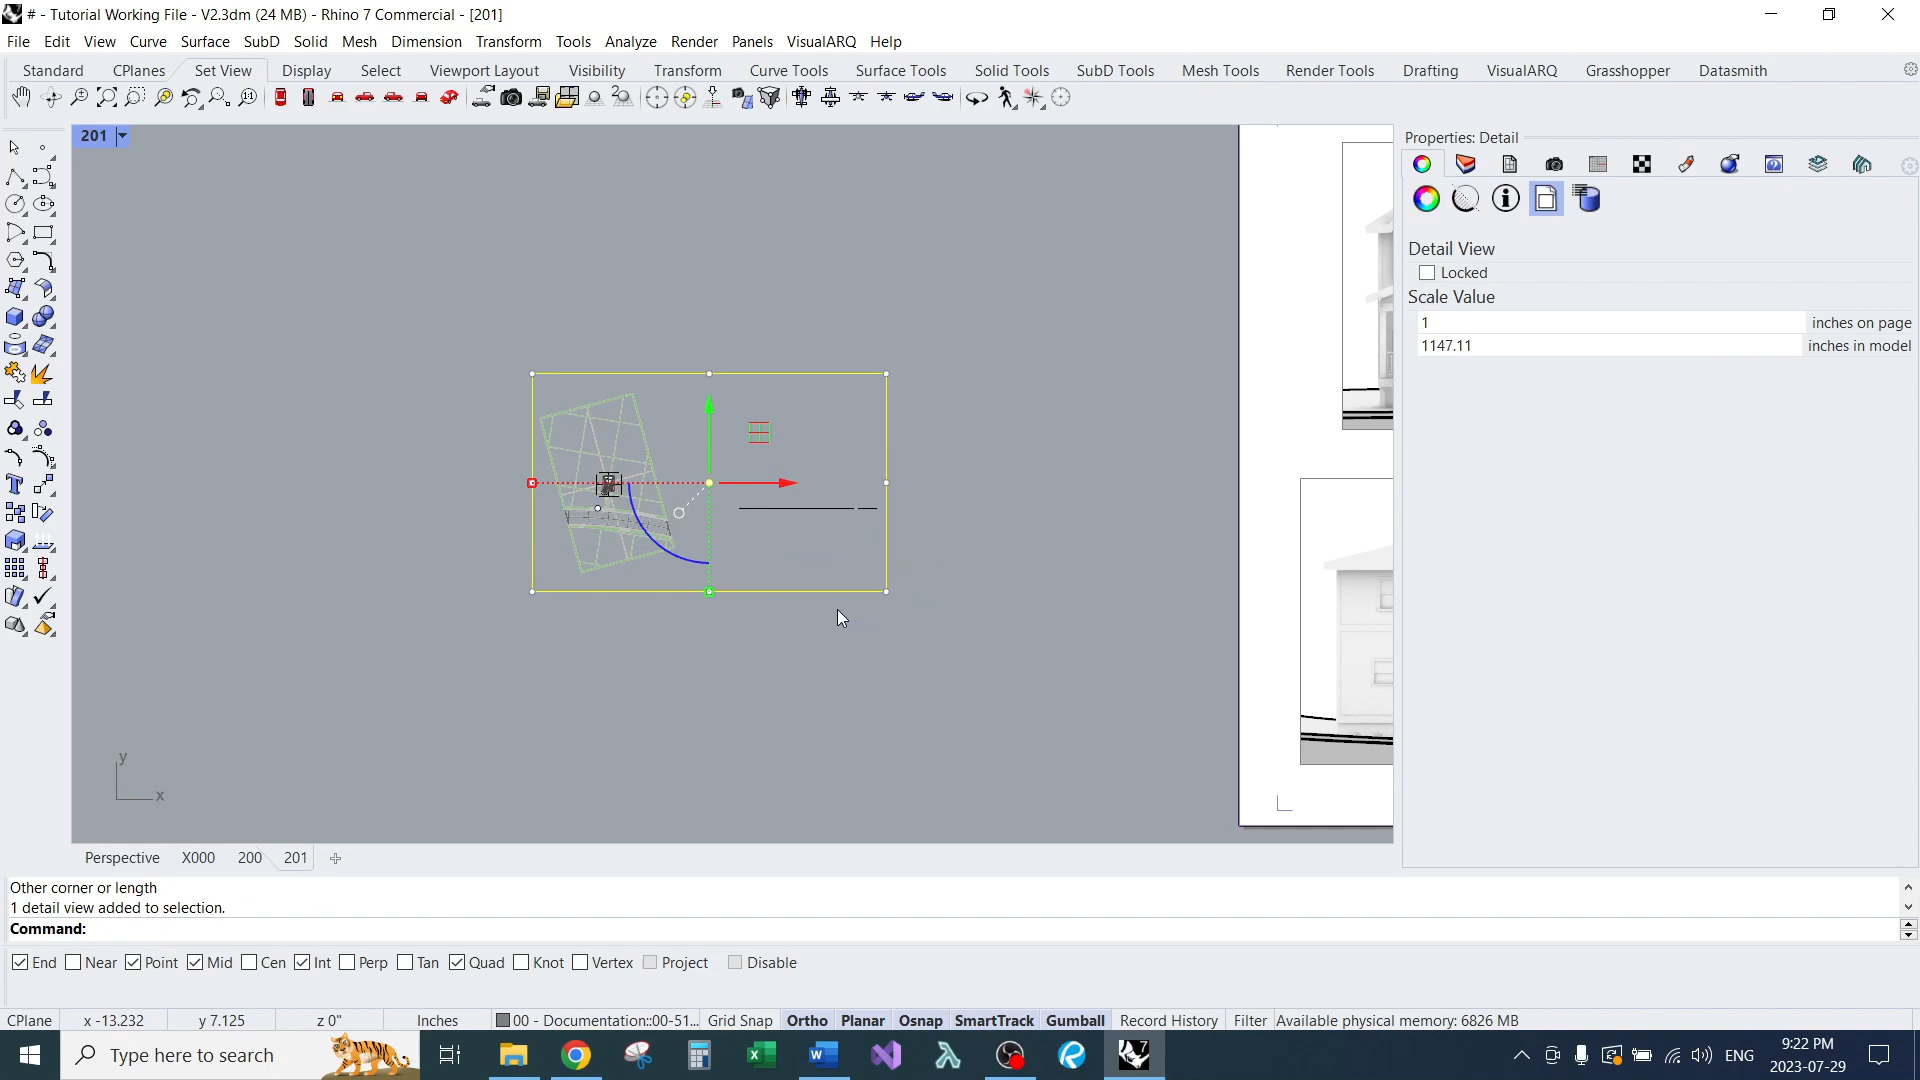 # - Tutorial Working File - V2.3dm (24 MB) - Rhino 7 Commercial - [201]
File Edit View Curve Surface SubD Solid Mesh Dimension Transform Tools Analyze Render Panels VisualARQ Help
Standard CPlanes Set View Display Select Viewport Layout Visibility Transform Curve Tools Surface Tools Solid Tools SubD Tools Mesh Tools Render Tools Drafting VisualARQ Grasshopper Datasmith
201
Properties: Detail
Detail View
Locked
Scale Value
1 inches on page
1147.11 inches in model
y
x
Perspective X000 200 201
Other corner or length
1 detail view added to selection.
Command:
End Near Point Mid Cen Int Perp Tan Quad Knot Vertex Project Disable
CPlane x -13.232 y 7.125 z 0" Inches 00 - Documentation::00-51... Grid Snap Ortho Planar Osnap SmartTrack Gumball Record History Filter Available physical memory: 6826 MB
Type here to search
ENG
9:22 PM
2023-07-29